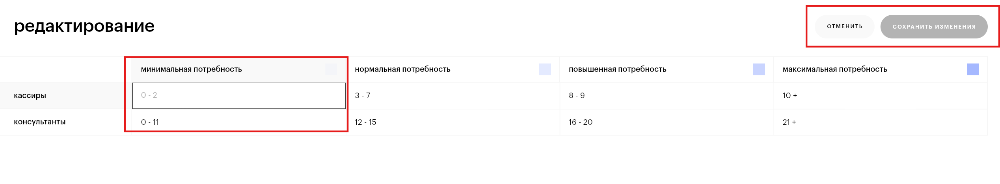 редактирование
ОТМЕНИТЬ
СОХРАНИТЬ ИЗМЕНЕНИЯ
минимальная потребность
нормальная потребность
повышенная потребность
максимальная потребность
кассиры
0 - 2
3 - 7
8 - 9
10 +
консультанты
0 - 11
12 - 15
16 - 20
21 +